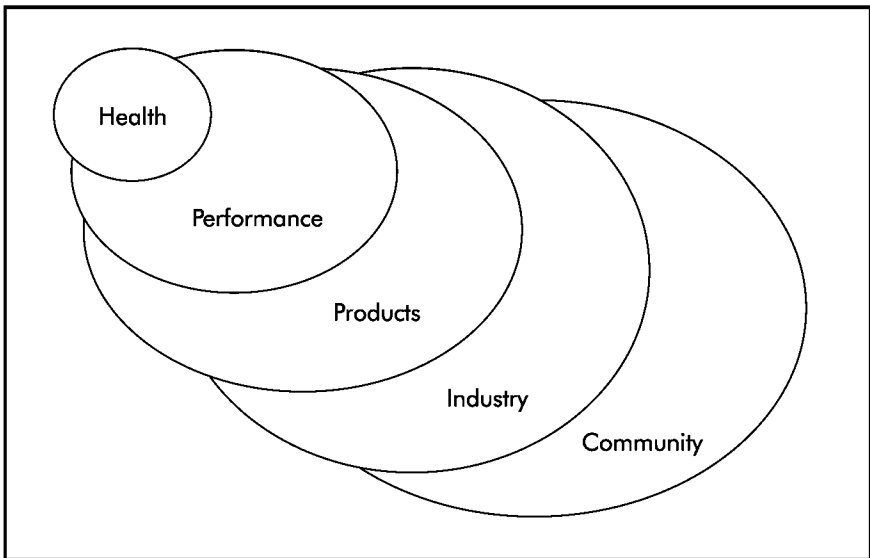 Health
Performance
Products
Industry
Community